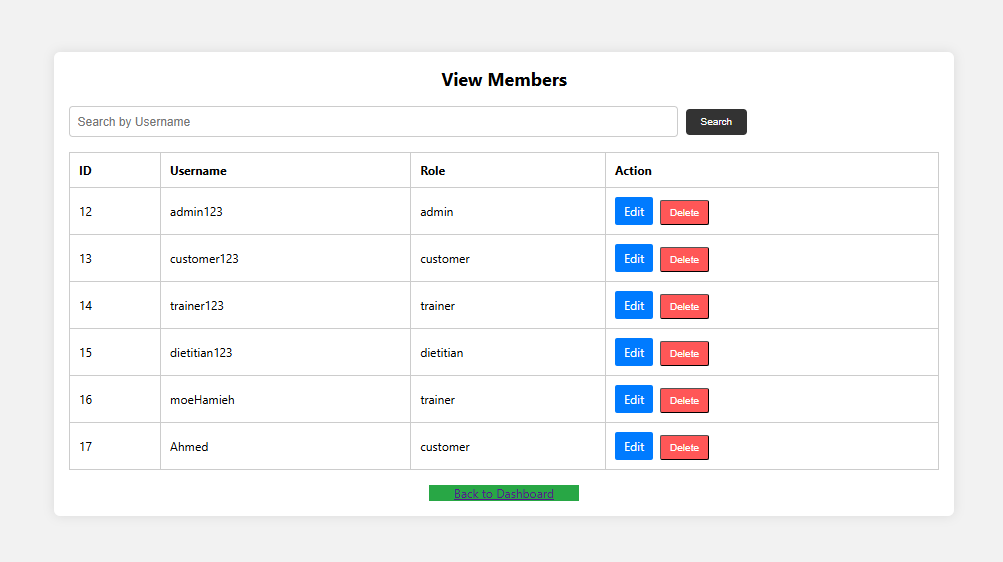 View Members
Search by Username Search
ID Username Role Action
12 admin123 admin Edit Delete
13 customer123 customer Edit Delete
14 trainer123 trainer Edit Delete
15 dietitian123 dietitian Edit Delete
16 moeHamieh trainer Edit Delete
17 Ahmed customer Edit Delete
Back to Dashboard